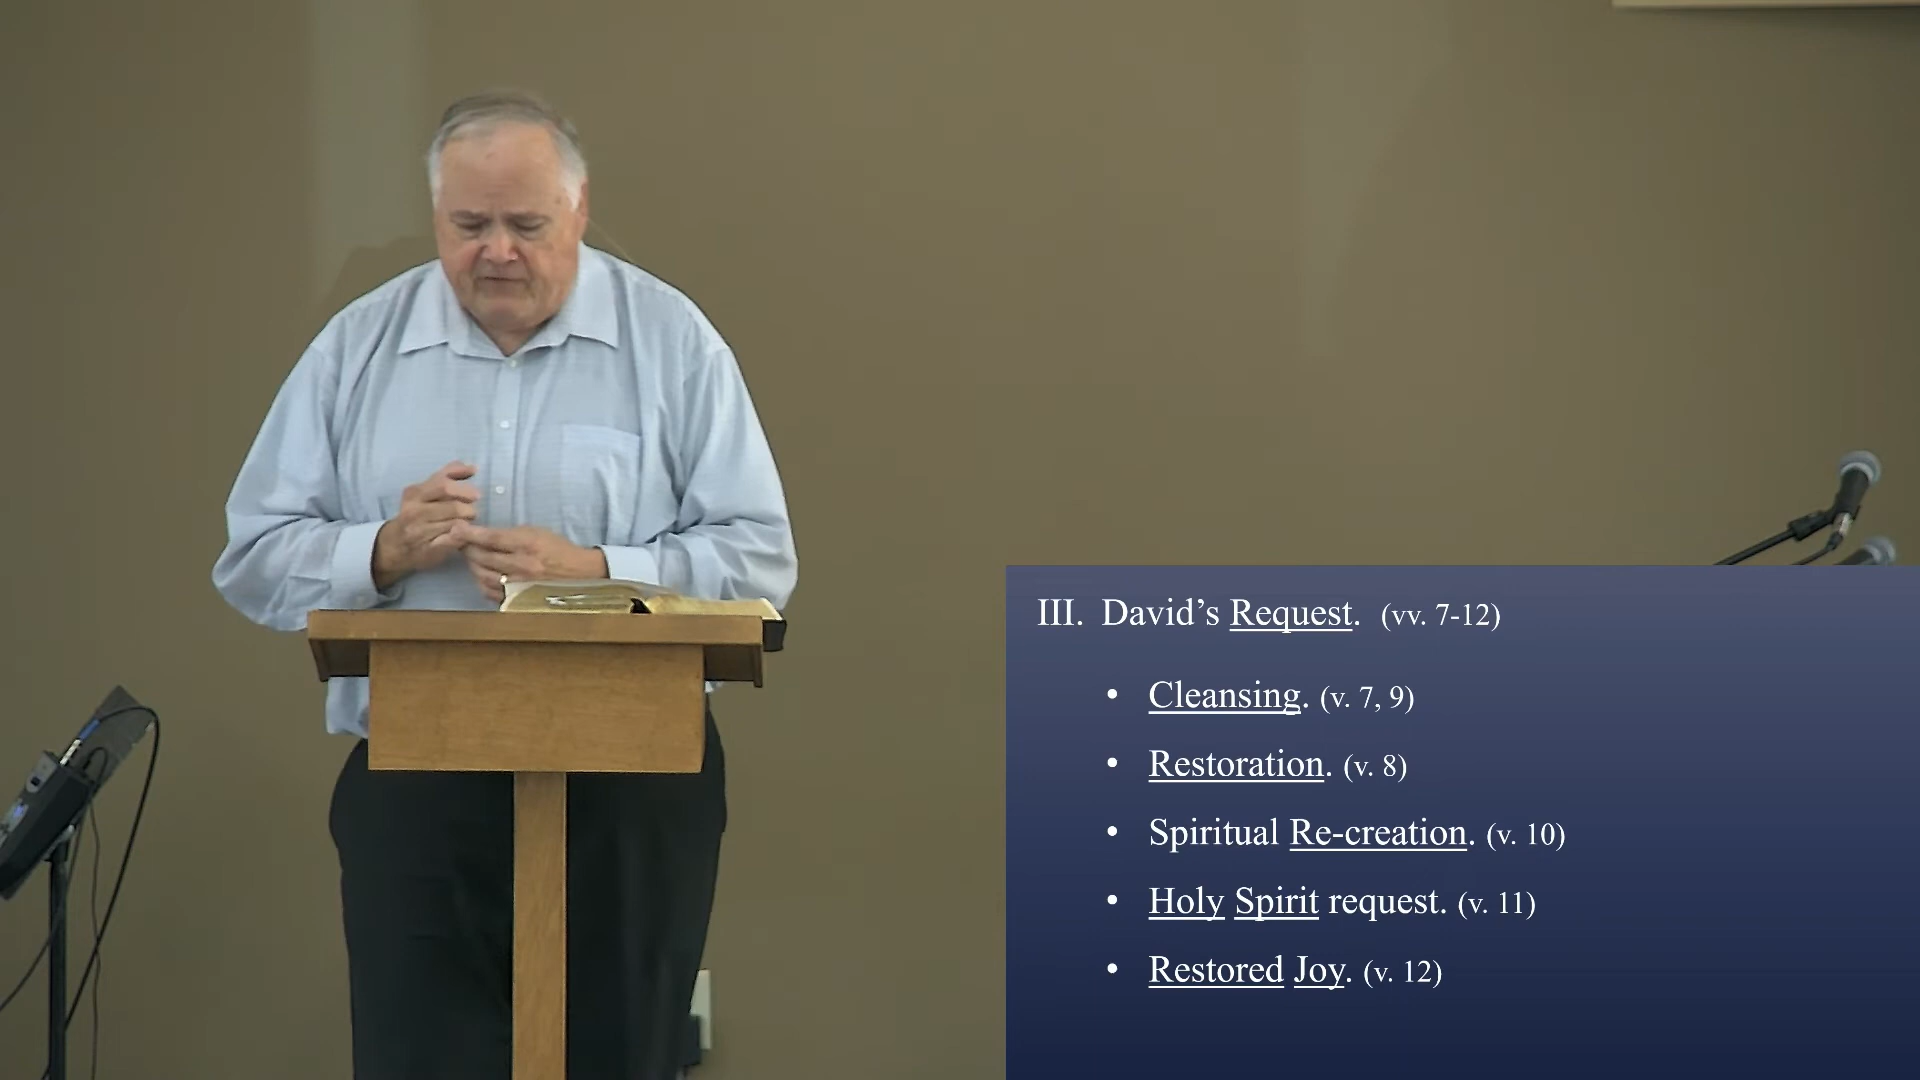 III. David’s Request. (vv. 7-12)
• Cleansing. (v. 7, 9)
• Restoration. (v. 8)
• Spiritual Re-creation. (v. 10)
• Holy Spirit request. (v. 11)
• Restored Joy. (v. 12)